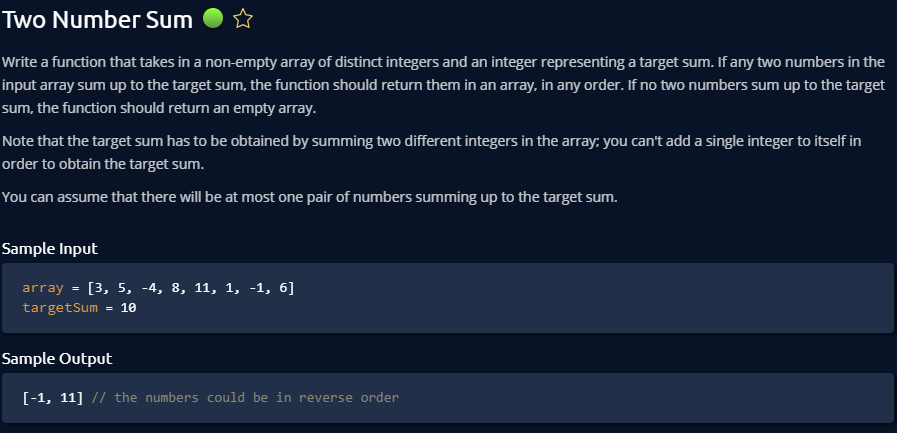 Two Number Sum
Write a function that takes in a non-empty array of distinct integers and an integer representing a target sum. If any two numbers in the
input array sum up to the target sum, the function should return them in an array, in any order. If no two numbers sum up to the target
sum, the function should return an empty array.
Note that the target sum has to be obtained by summing two different integers in the array; you can't add a single integer to itself in
order to obtain the target sum.
You can assume that there will be at most one pair of numbers summing up to the target sum.
Sample Input
array = [3, 5, -4, 8, 11, 1, -1, 6]
targetSum = 10
Sample Output
[-1, 11] // the numbers could be in reverse order